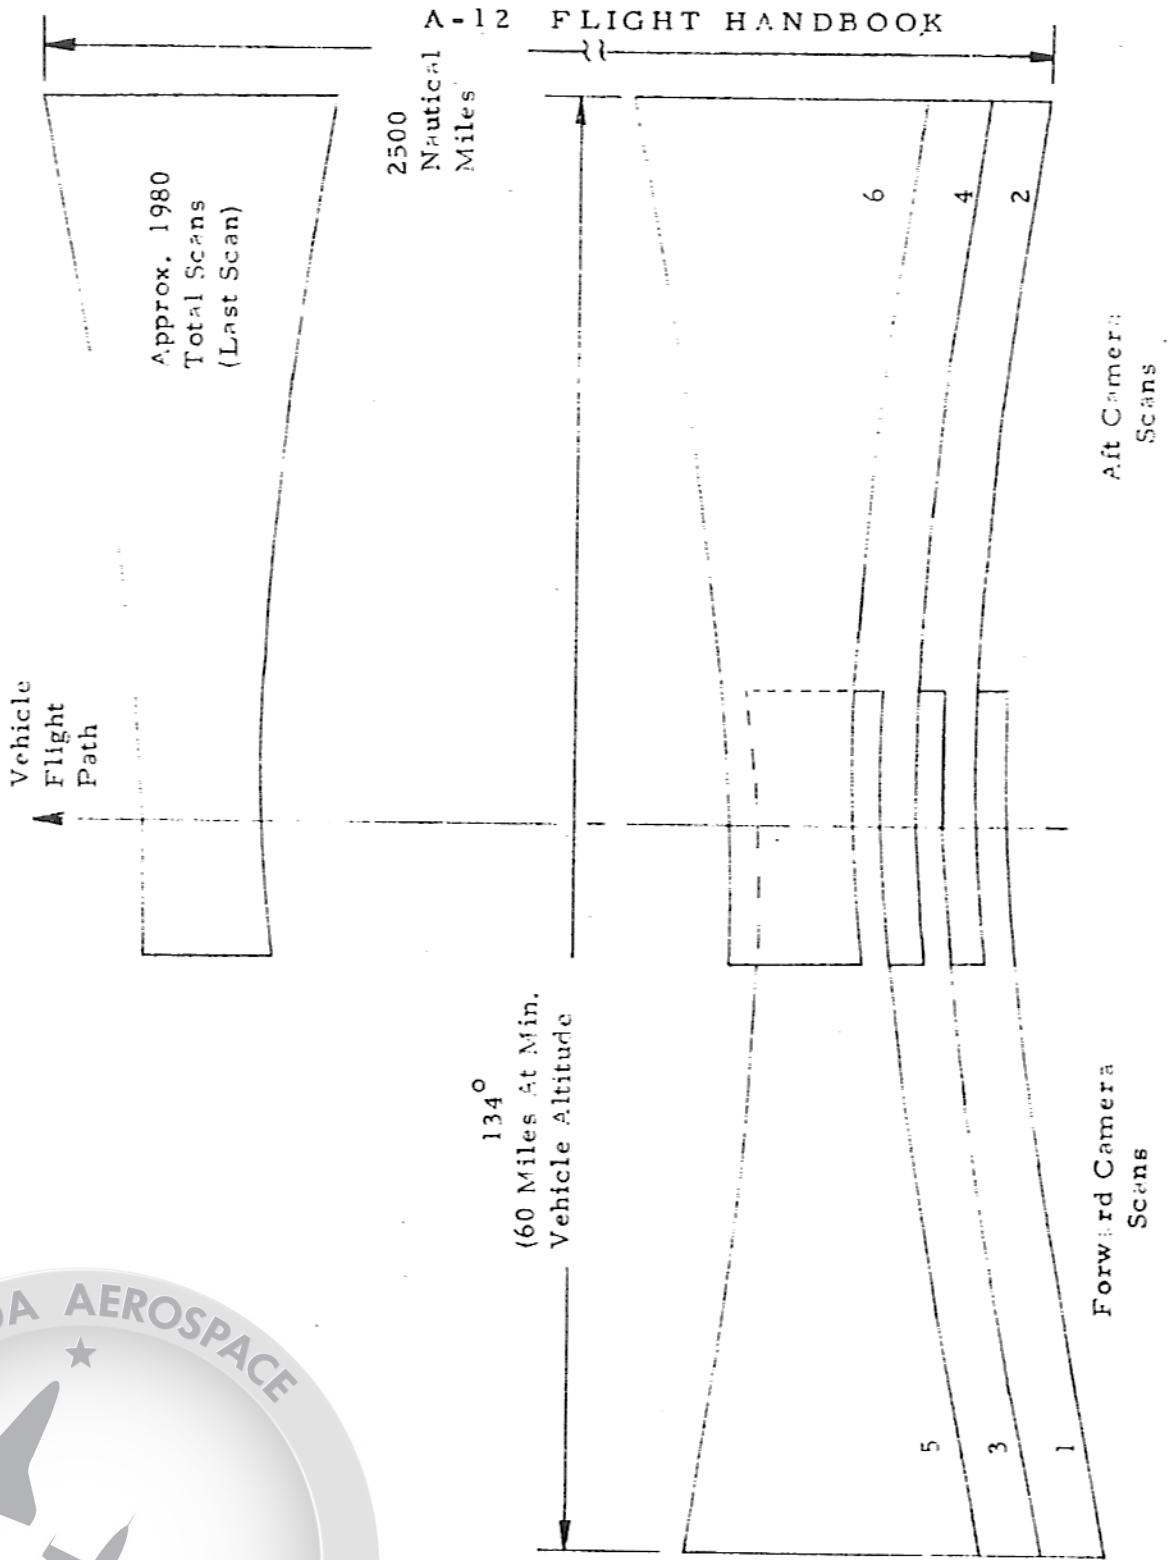 A-12 FLIGHT HANDBOOK
2500
Nautical
Miles
Approx. 1980
Total Scans
(Last Scan)
Vehicle
Flight
Path
6
4
2
Aft Camera
Scans
134°
(60 Miles At Min.
Vehicle Altitude
5
3
1
Forward Camera
Scans
AEROSPACE